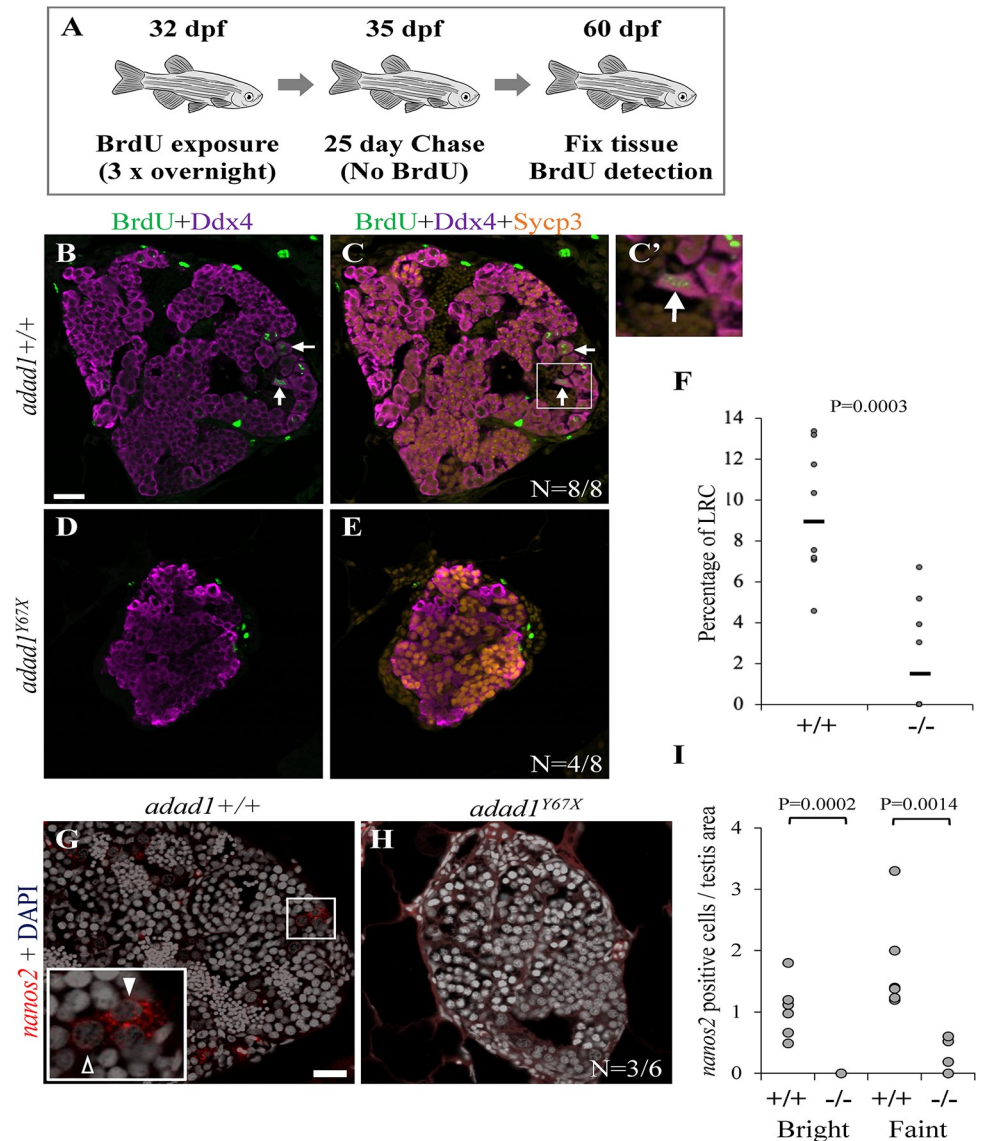 A
32 dpf
35 dpf
60 dpf
BrdU exposure
(3 x overnight)
25 day Chase
(No BrdU)
Fix tissue
BrdU detection
BrdU+Ddx4
BrdU+Ddx4+Sycp3
adad1+/+
B
C
N=8/8
C'
adad1Y67X
D
E
N=4/8
F
P=0.0003
Percentage of LRC
14
12
10
8
6
4
2
0
+/+
-/-
adad1+/+
adad1Y67X
nanos2 + DAPI
G
H
N=3/6
I
P=0.0002
P=0.0014
nanos2 positive cells / testis area
4
3
2
1
0
+/+
-/-
+/+
-/-
Bright
Faint